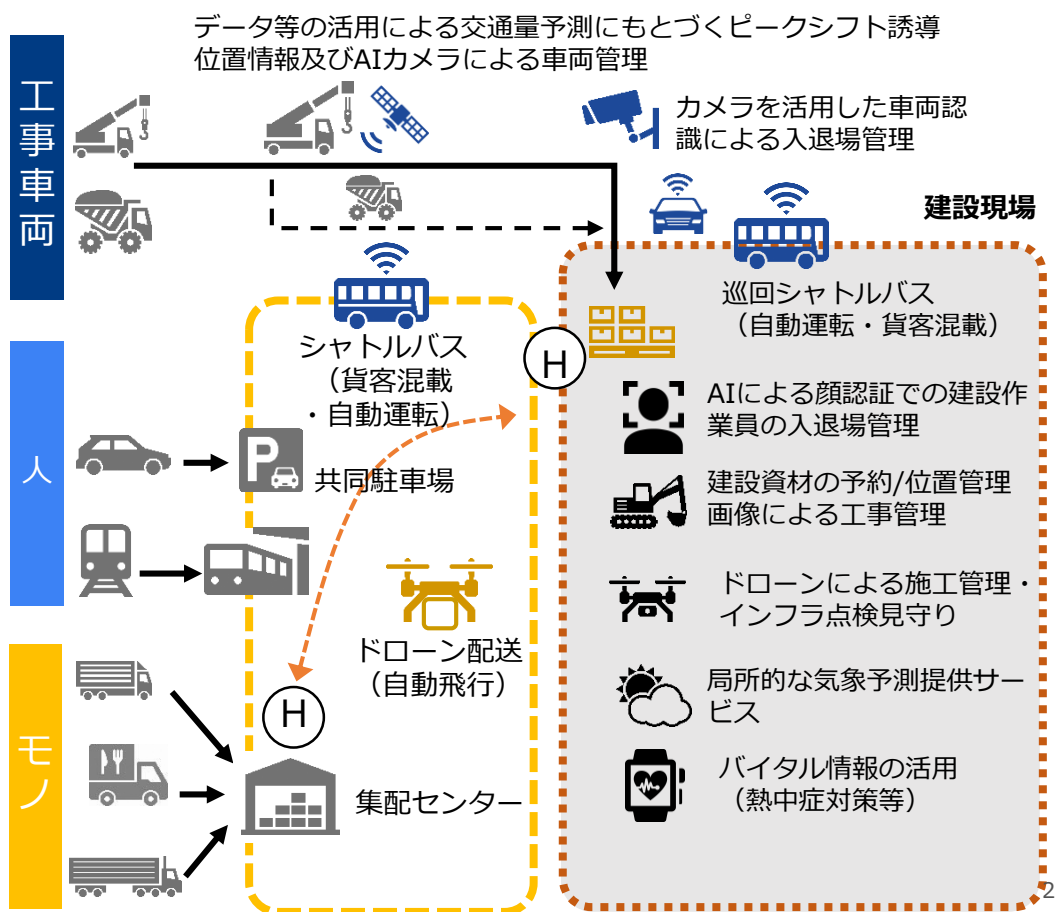 データ等の活用による交通量予測にもとづくピークシフト誘導
位置情報及びAIカメラによる車両管理
工事車両
カメラを活用した車両認
識による入退場管理
建設現場
巡回シャトルバス
（自動運転・貨客混載）
シャトルバス
（貨客混載
・自動運転）
H
AIによる顔認証での建設作
業員の入退場管理
人
P
共同駐車場
建設資材の予約/位置管理
画像による工事管理
ドローンによる施工管理・
インフラ点検見守り
ドローン配送
（自動飛行）
H
モノ
局所的な気象予測提供サー
ビス
集配センター
バイタル情報の活用
（熱中症対策等）
2